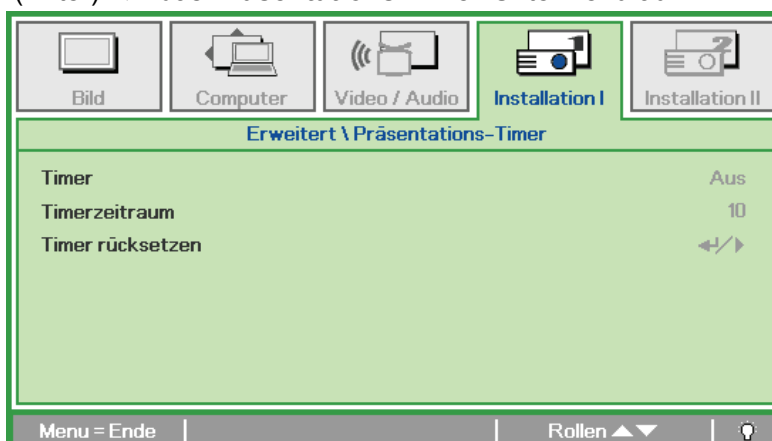 Bild Computer Video / Audio Installation I Installation II
Erweitert \ Präsentations-Timer
Timer Aus
Timerzeitraum 10
Timer rücksetzen
Menu = Ende Rollen